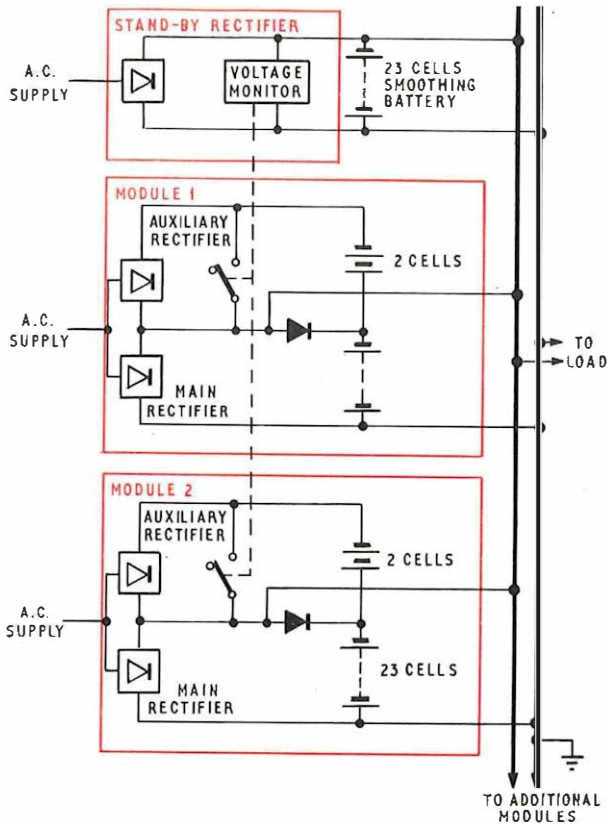 STAND-BY RECTIFIER
A.C.
SUPPLY
VOLTAGE
MONITOR
23 CELLS
SMOOTHING
BATTERY
MODULE 1
AUXILIARY
RECTIFIER
2 CELLS
A.C.
SUPPLY
TO
LOAD
MAIN
RECTIFIER
MODULE 2
AUXILIARY
RECTIFIER
2 CELLS
A.C.
SUPPLY
23 CELLS
MAIN
RECTIFIER
TO ADDITIONAL
MODULES